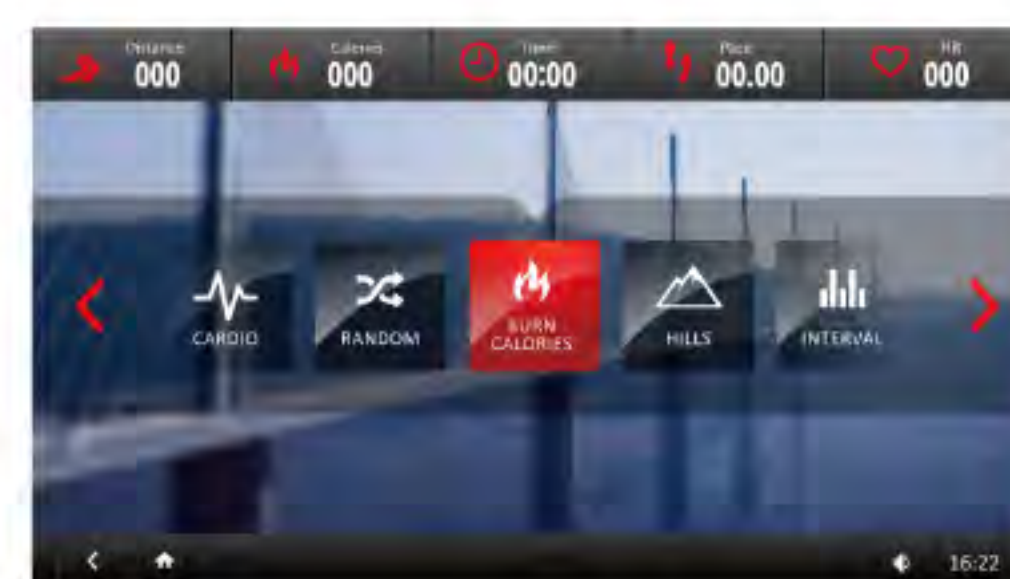 Distance
000
Calories
000
Time
00:00
Pace
00.00
HR
000
CARDIO
RANDOM
BURN
CALORIES
HILLS
INTERVAL
16:22